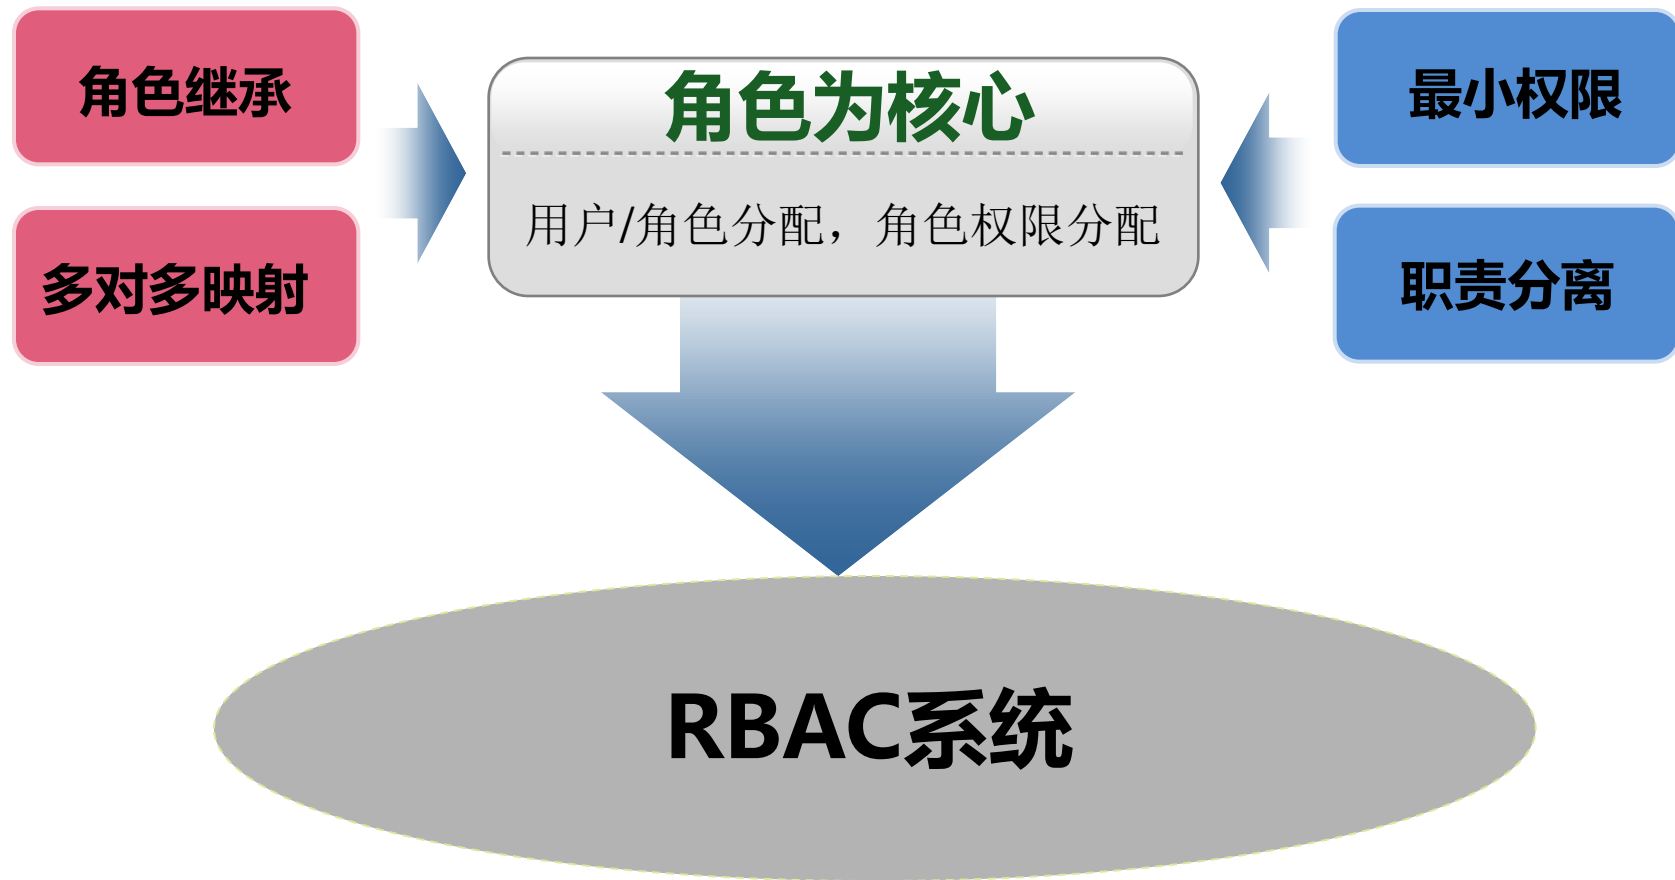 角色继承
多对多映射
角色为核心
用户/角色分配，角色权限分配
最小权限
职责分离
RBAC系统